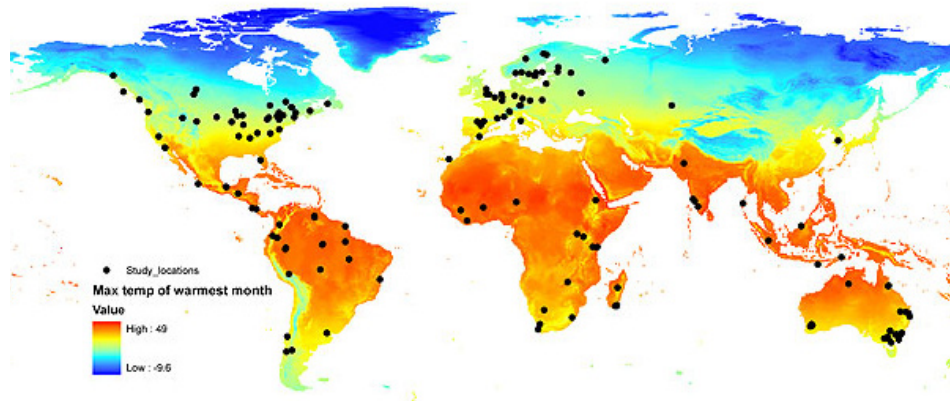 Study_locations
Max temp of warmest month
Value
High : 49
Low : -9.6